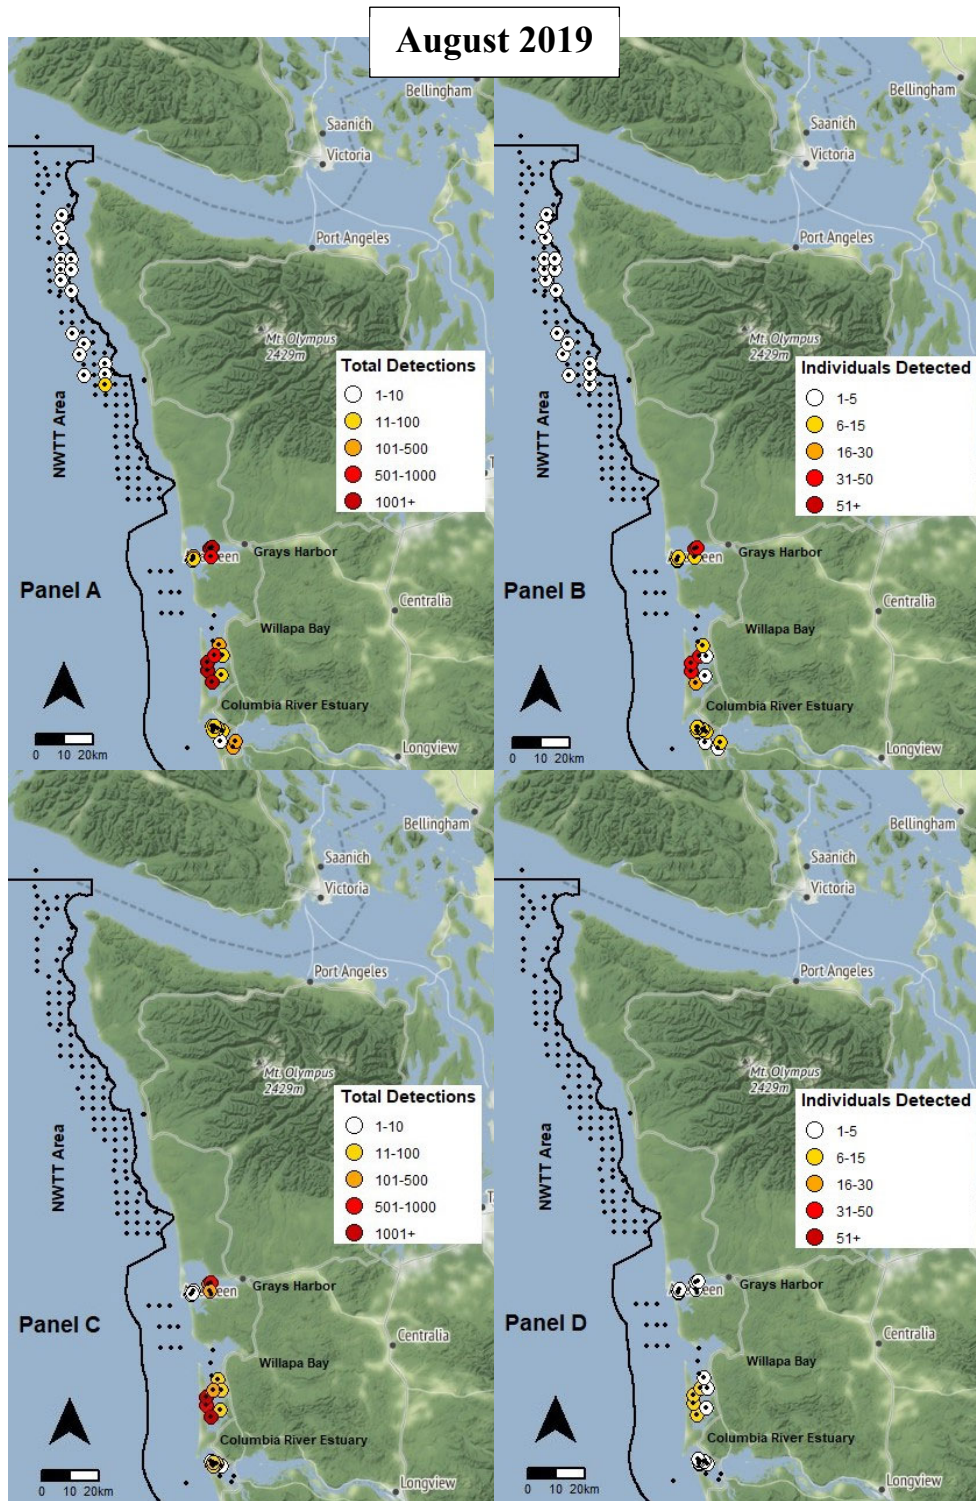 August 2019
Bellingham
Saanich
Victoria
Port Angeles
Mt. Olympus
2429m
NWTT Area
Total Detections
1-10
11-100
101-500
501-1000
1001+
Grays Harbor
Panel A
Centralia
Willapa Bay
Columbia River Estuary
Longview
0 10 20km
Bellingham
Saanich
Victoria
Port Angeles
Mt. Olympus
2429m
NWTT Area
Individuals Detected
1-5
6-15
16-30
31-50
51+
Grays Harbor
Panel B
Centralia
Willapa Bay
Columbia River Estuary
Longview
0 10 20km
Bellingham
Saanich
Victoria
Port Angeles
Mt. Olympus
2429m
NWTT Area
Total Detections
1-10
11-100
101-500
501-1000
1001+
Grays Harbor
Panel C
Centralia
Willapa Bay
Columbia River Estuary
Longview
0 10 20km
Bellingham
Saanich
Victoria
Port Angeles
Mt. Olympus
2429m
NWTT Area
Individuals Detected
1-5
6-15
16-30
31-50
51+
Grays Harbor
Panel D
Centralia
Willapa Bay
Columbia River Estuary
Longview
0 10 20km